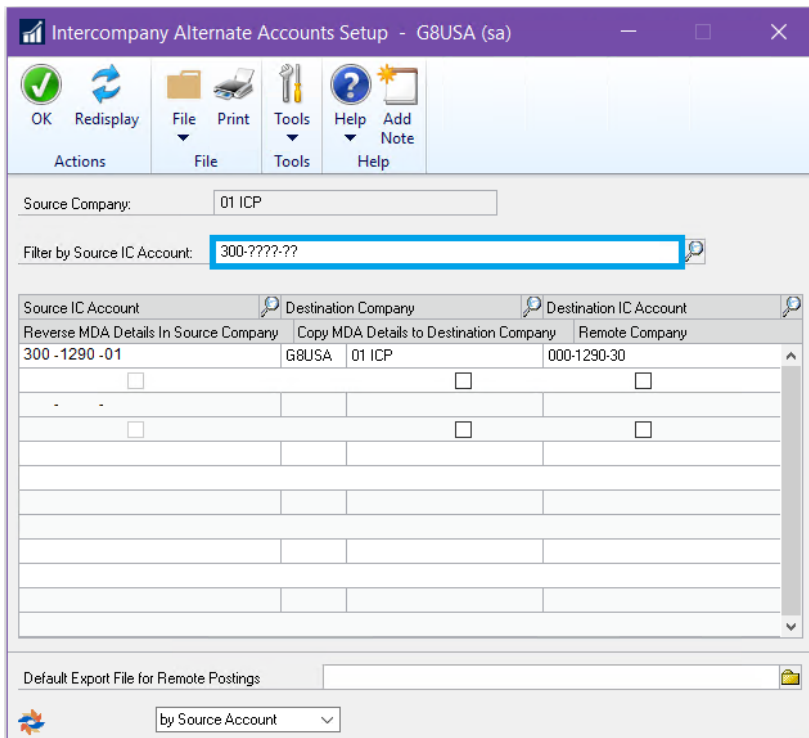 Intercompany Alternate Accounts Setup - G8USA (sa)
OK Redisplay File Print Tools Help Add Note
Actions File Tools Help
Source Company: 01 ICP
Filter by Source IC Account: 300-????-??
Source IC Account Destination Company Destination IC Account
Reverse MDA Details In Source Company Copy MDA Details to Destination Company Remote Company
300 -1290 -01 G8USA 01 ICP 000-1290-30
- -
Default Export File for Remote Postings
by Source Account